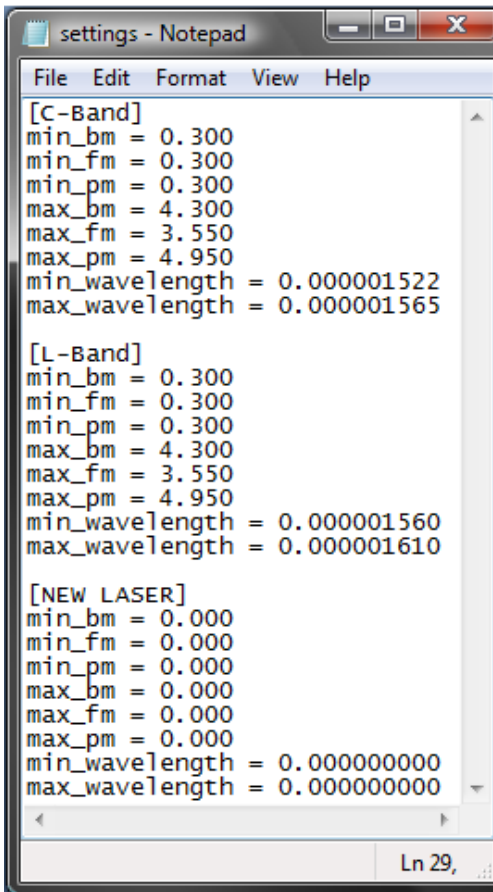 settings - Notepad
File Edit Format View Help
[C-Band]
min_bm = 0.300
min_fm = 0.300
min_pm = 0.300
max_bm = 4.300
max_fm = 3.550
max_pm = 4.950
min_wavelength = 0.000001522
max_wavelength = 0.000001565

[L-Band]
min_bm = 0.300
min_fm = 0.300
min_pm = 0.300
max_bm = 4.300
max_fm = 3.550
max_pm = 4.950
min_wavelength = 0.000001560
max_wavelength = 0.000001610

[NEW LASER]
min_bm = 0.000
min_fm = 0.000
min_pm = 0.000
max_bm = 0.000
max_fm = 0.000
max_pm = 0.000
min_wavelength = 0.000000000
max_wavelength = 0.000000000
Ln 29,